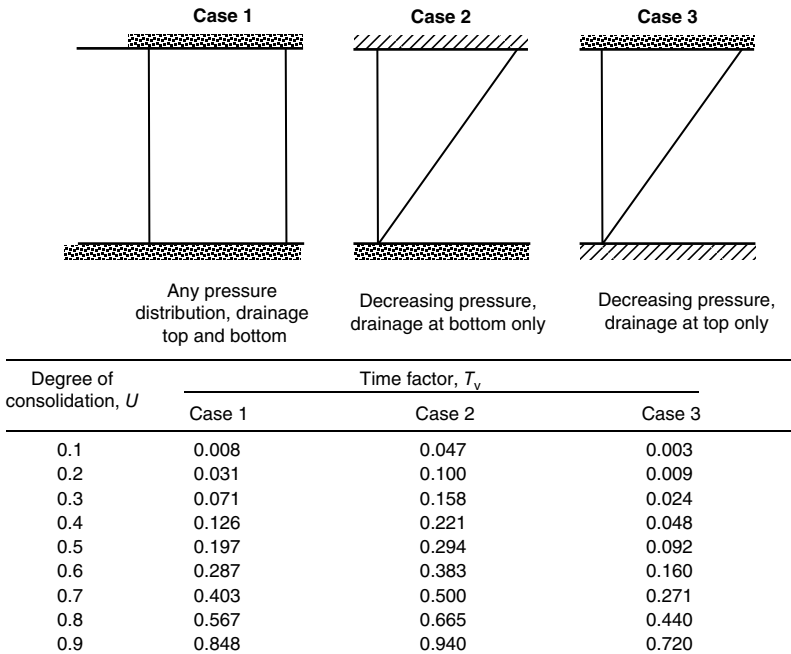 Case 1 Case 2 Case 3
Any pressure
distribution, drainage
top and bottom
Decreasing pressure,
drainage at bottom only
Decreasing pressure,
drainage at top only
Degree of
consolidation, U
Time factor, Tv
Case 1 Case 2 Case 3
0.1 0.008 0.047 0.003
0.2 0.031 0.100 0.009
0.3 0.071 0.158 0.024
0.4 0.126 0.221 0.048
0.5 0.197 0.294 0.092
0.6 0.287 0.383 0.160
0.7 0.403 0.500 0.271
0.8 0.567 0.665 0.440
0.9 0.848 0.940 0.720